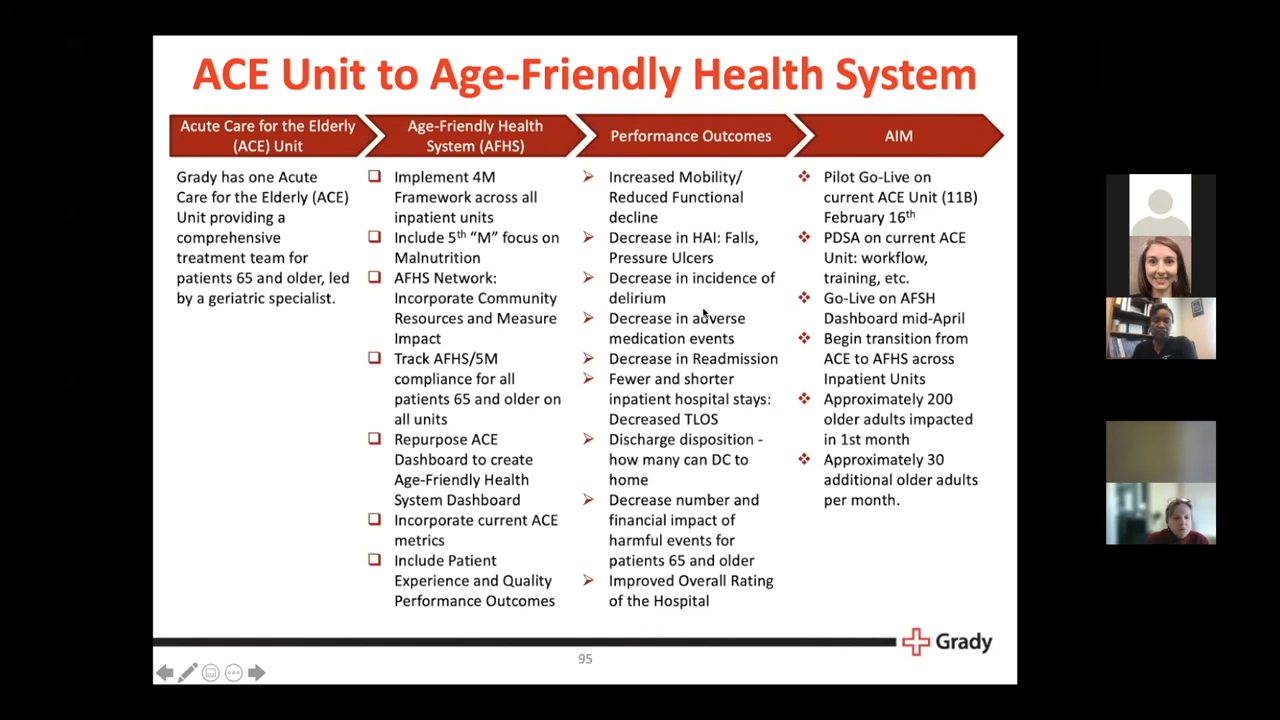 ACE Unit to Age-Friendly Health System
Acute Care for the Elderly
(ACE) Unit
Grady has one Acute
Care for the Elderly (ACE)
Unit providing a
comprehensive
treatment team for
patients 65 and older, led
by a geriatric specialist.
Age-Friendly Health
System (AFHS)
Implement 4M
Framework across all
inpatient units
Include 5th “M” focus on
Malnutrition
AFHS Network:
Incorporate Community
Resources and Measure
Impact
Track AFHS/5M
compliance for all
patients 65 and older on
all units
Repurpose ACE
Dashboard to create
Age-Friendly Health
System Dashboard
Incorporate current ACE
metrics
Include Patient
Experience and Quality
Performance Outcomes
Performance Outcomes
Increased Mobility/
Reduced Functional
decline
Decrease in HAI: Falls,
Pressure Ulcers
Decrease in incidence of
delirium
Decrease in adverse
medication events
Decrease in Readmission
Fewer and shorter
inpatient hospital stays:
Decreased TLOS
Discharge disposition -
how many can DC to
home
Decrease number and
financial impact of
harmful events for
patients 65 and older
Improved Overall Rating
of the Hospital
AIM
Pilot Go-Live on
current ACE Unit (11B)
February 16th
PDSA on current ACE
Unit: workflow,
training, etc.
Go-Live on AFSH
Dashboard mid-April
Begin transition from
ACE to AFHS across
Inpatient Units
Approximately 200
older adults impacted
in 1st month
Approximately 30
additional older adults
per month.
Grady
95